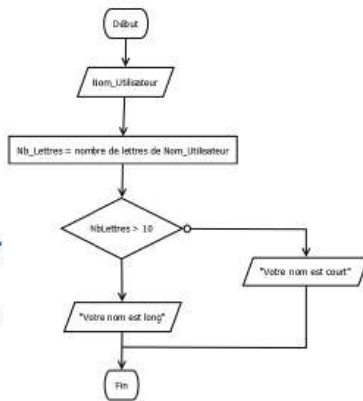 Début
Nom_Utilisateur
Nb_Lettres = nombre de lettres de Nom_Utilisateur
NbLettres > 10
"Votre nom est court"
"Votre nom est long"
Fin